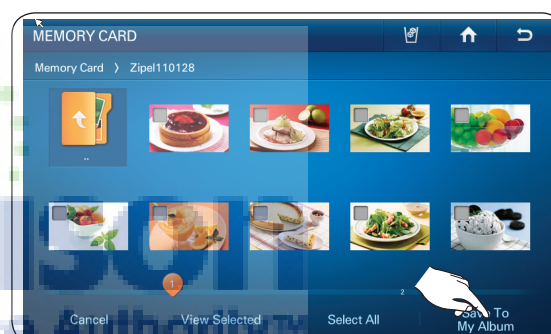 MEMORY CARD
Memory Card > Zipel110128
..
1
2
Cancel
View Selected
Select All
Save To
My Album